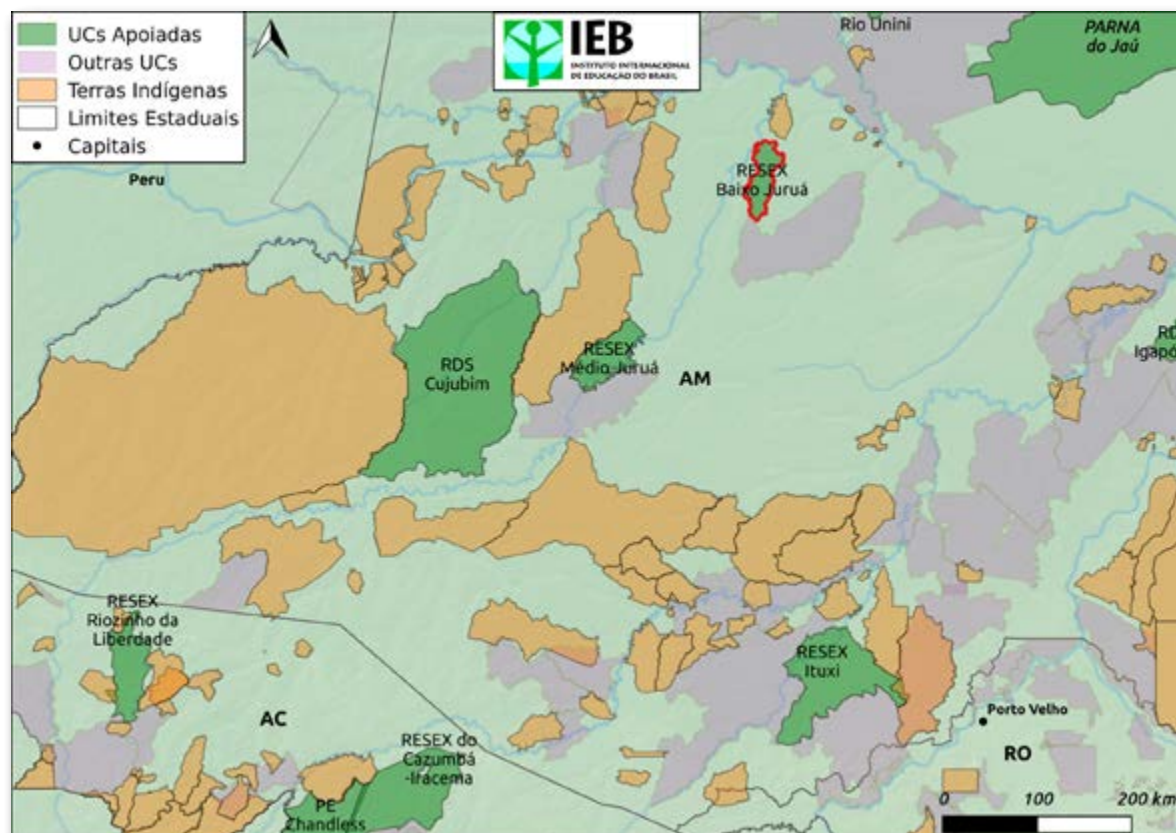 UCs Apoiadas
Outras UCs
Terras Indígenas
Limites Estaduais
Capitais
IEB
INSTITUTO INTERNACIONAL
DE EDUCAÇÃO DO BRASIL
Rio Unini
PARNA
do Jaú
Peru
RESEX
Baixo Juruá
RDS
Cujubim
RESEX
Médio Juruá
AM
RD
Igapó
RESEX
Riozinho da
Liberdade
RESEX
Ituxi
AC
Porto Velho
RO
RESEX do
Cazumbá
-Iracema
PE
Chandless
0 100 200 km